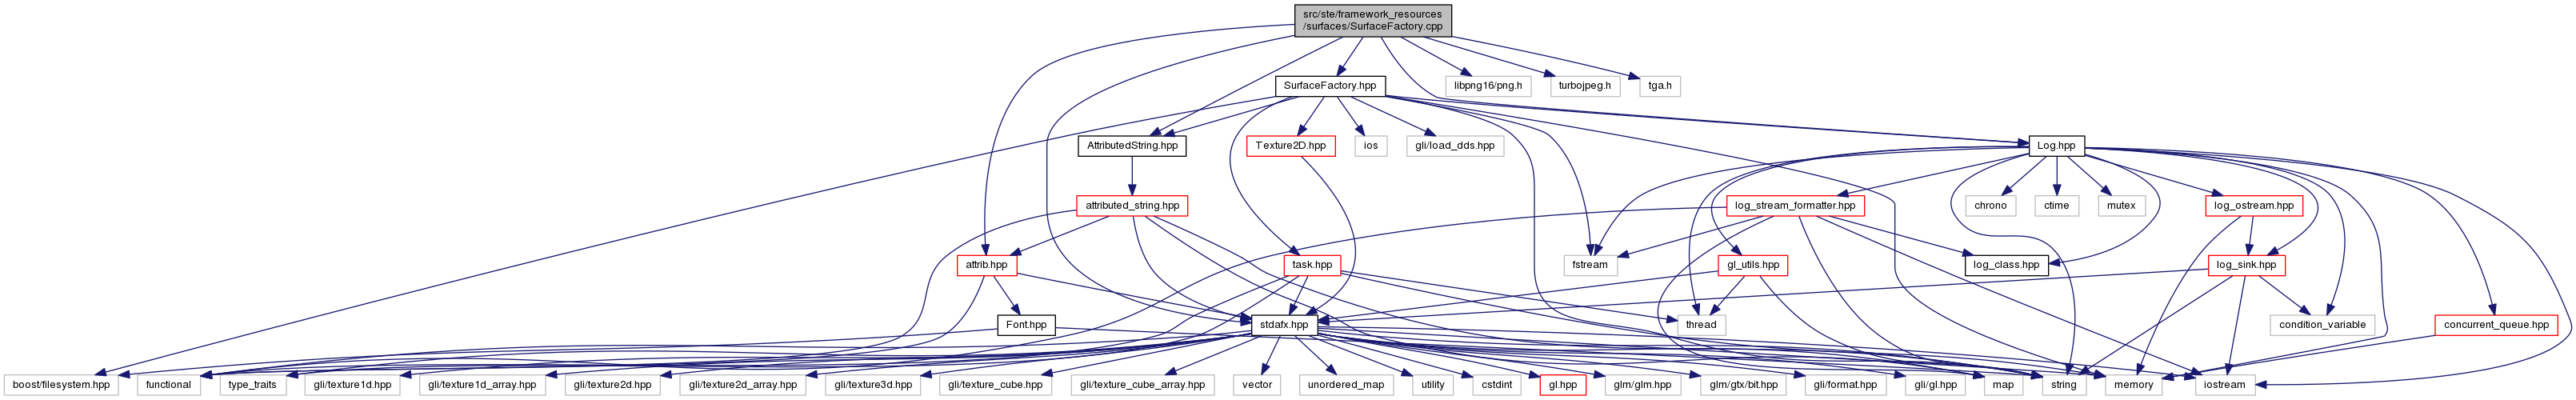 src/ste/framework_resources
/surfaces/SurfaceFactory.cpp
SurfaceFactory.hpp
libpng16/png.h
turbojpeg.h
tga.h
AttributedString.hpp
Texture2D.hpp
ios
gli/load_dds.hpp
Log.hpp
attributed_string.hpp
log_stream_formatter.hpp
chrono
ctime
mutex
log_ostream.hpp
attrib.hpp
task.hpp
fstream
gl_utils.hpp
log_class.hpp
log_sink.hpp
Font.hpp
stdafx.hpp
thread
condition_variable
concurrent_queue.hpp
boost/filesystem.hpp
functional
type_traits
gli/texture1d.hpp
gli/texture1d_array.hpp
gli/texture2d.hpp
gli/texture2d_array.hpp
gli/texture3d.hpp
gli/texture_cube.hpp
gli/texture_cube_array.hpp
vector
unordered_map
utility
cstdint
gl.hpp
glm/glm.hpp
glm/gtx/bit.hpp
gli/format.hpp
gli/gl.hpp
map
string
memory
iostream